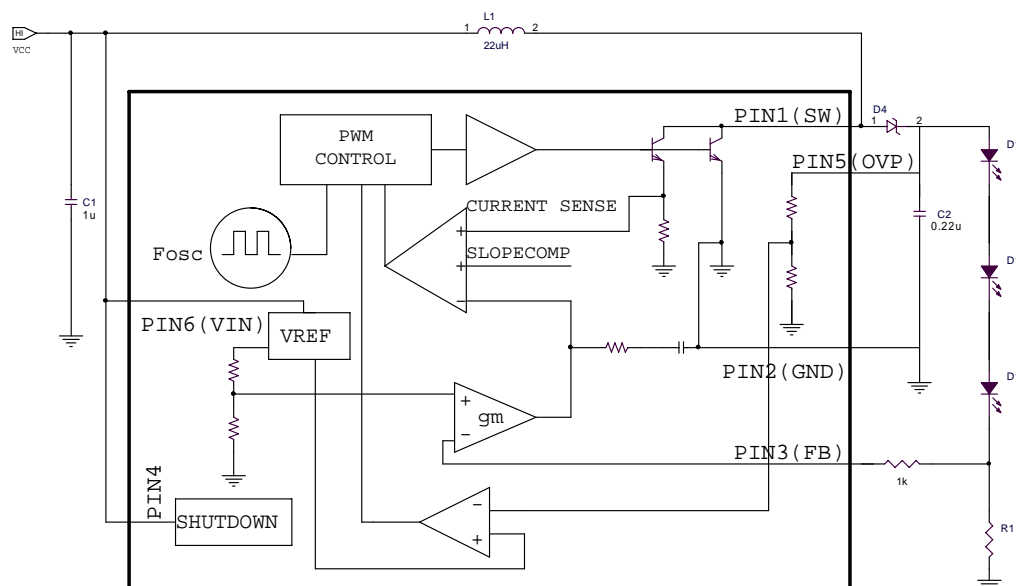 L1
1
2
22uH
HI
VCC
D4
1
2
PIN1(SW)
PWM
CONTROL
D
PIN5(OVP)
C1
1u
CURRENT SENSE
+
C2
0.22u
Fosc
SLOPECOMP
+
D
−
PIN6(VIN)
VREF
PIN2(GND)
D
+
gm
−
PIN3(FB)
1k
PIN4
−
SHUTDOWN
+
R1